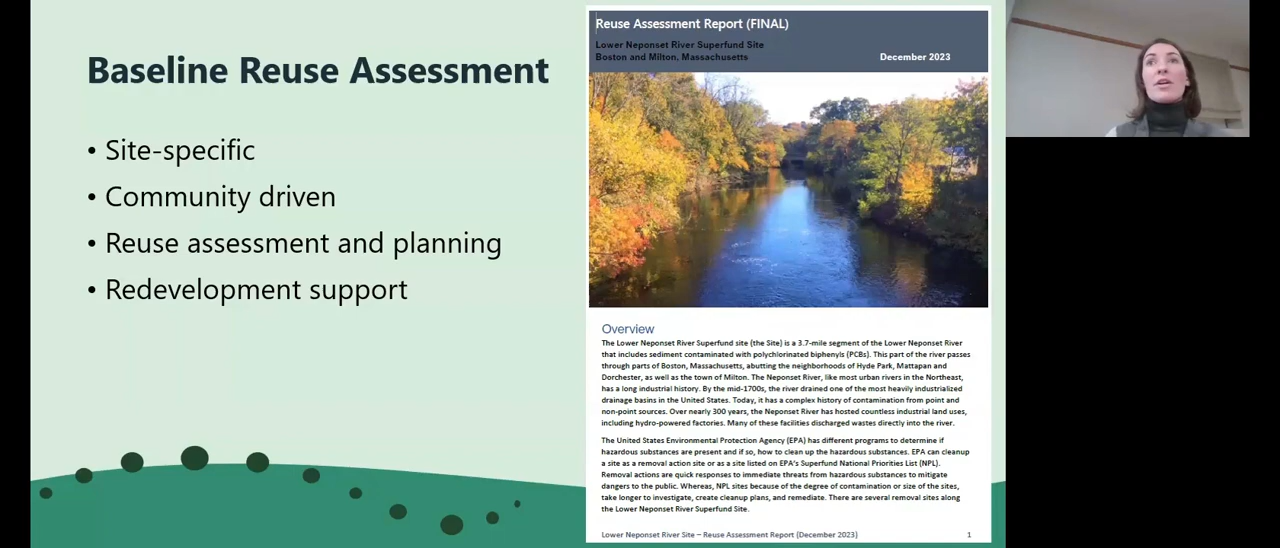 Baseline Reuse Assessment
• Site-specific
• Community driven
• Reuse assessment and planning
• Redevelopment support
Reuse Assessment Report (FINAL)
Lower Neponset River Superfund Site
Boston and Milton, Massachusetts December 2023
Overview
The Lower Neponset River Superfund site (the Site) is a 3.7-mile segment of the Lower Neponset River
that includes sediment contaminated with polychlorinated biphenyls (PCBs). This part of the river passes
through parts of Boston, Massachusetts, abutting the neighborhoods of Hyde Park, Mattapan and
Dorchester, as well as the town of Milton. The Neponset River, like most urban rivers in the Northeast,
has a long industrial history. By the mid-1700s, the river drained one of the most heavily industrialized
drainage basins in the United States. Today, it has a complex history of contamination from point and
non-point sources. Over nearly 300 years, the Neponset River has hosted countless industrial land uses,
including hydro-powered factories. Many of these facilities discharged wastes directly into the river.
The United States Environmental Protection Agency (EPA) has different programs to determine if
hazardous substances are present and if so, how to clean up the hazardous substances. EPA can cleanup
a site as a removal action site or as a site listed on EPA's Superfund National Priorities List (NPL).
Removal actions are quick responses to immediate threats from hazardous substances to mitigate
dangers to the public. Whereas, NPL sites because of the degree of contamination or size of the sites,
take longer to investigate, create cleanup plans, and remediate. There are several removal sites along
the Lower Neponset River Superfund Site.
Lower Neponset River Site – Reuse Assessment Report (December 2023) 1